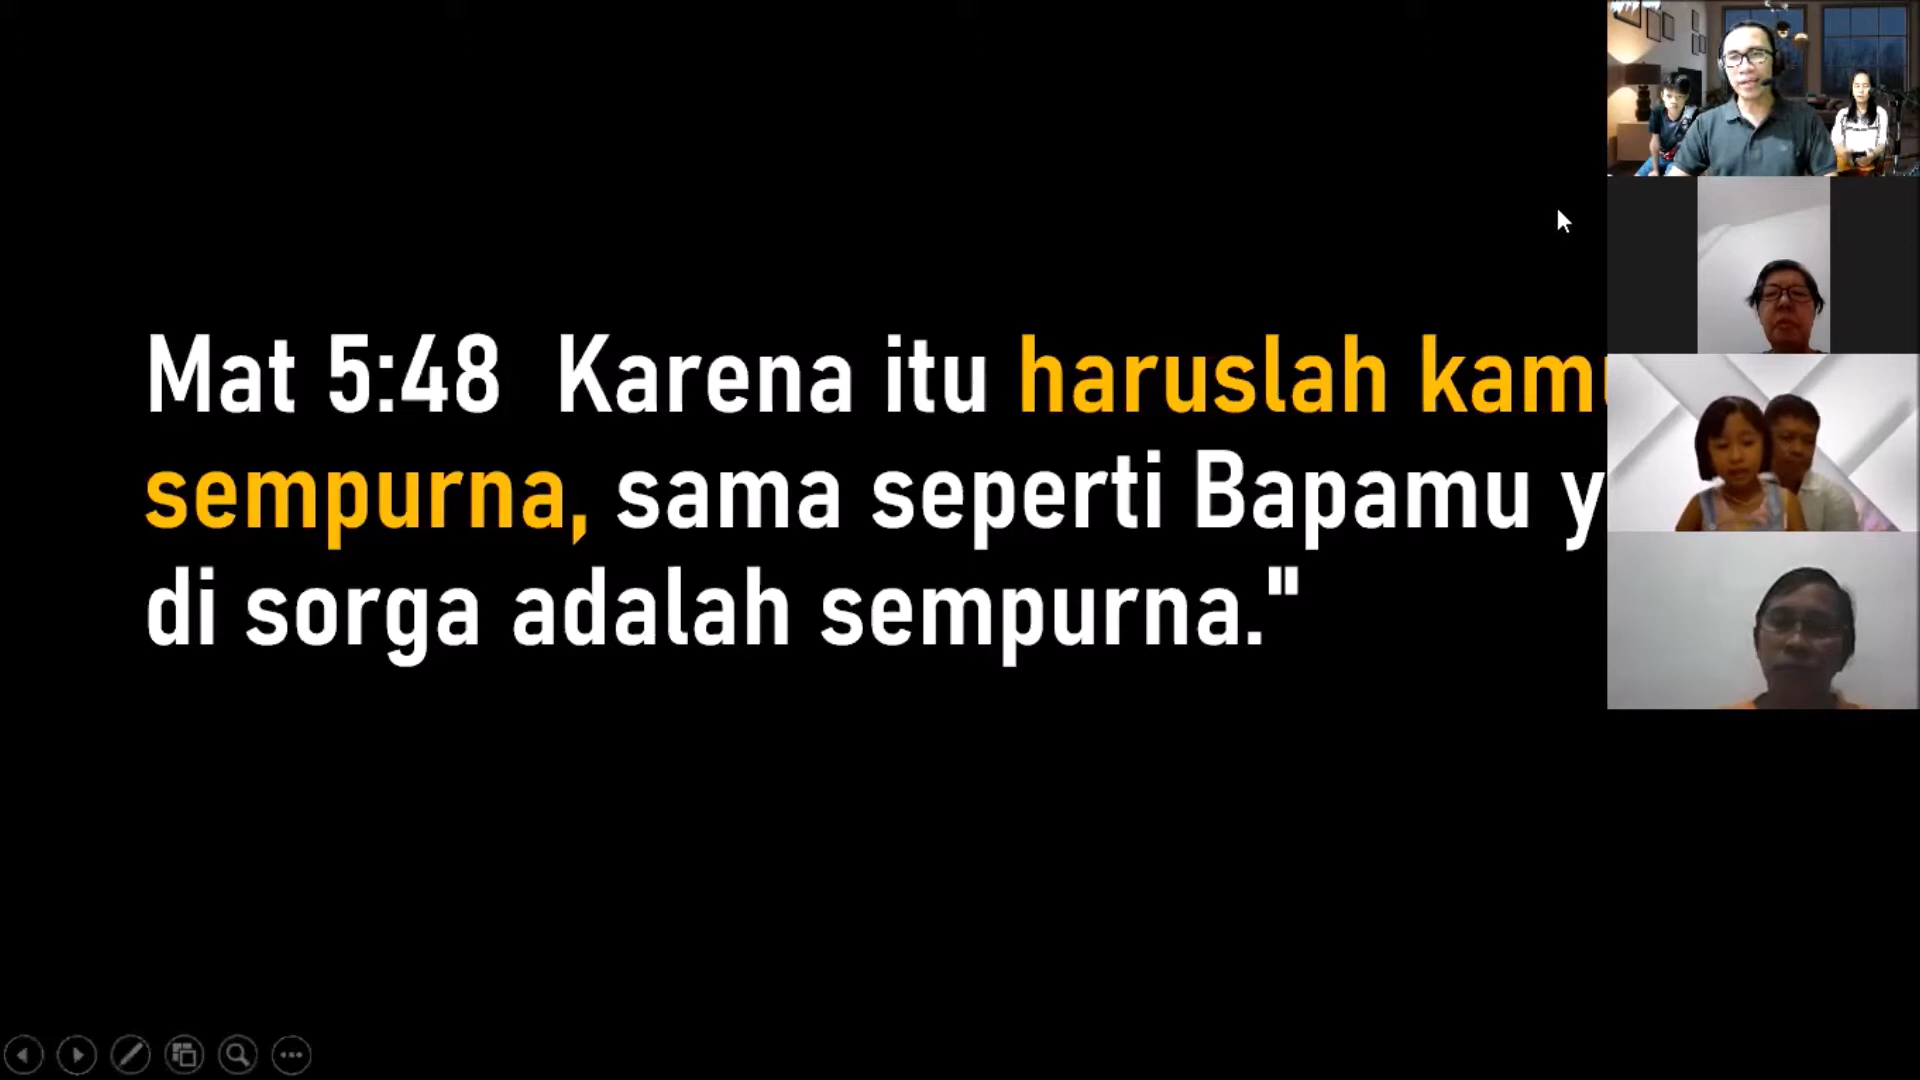 Mat 5:48 Karena itu haruslah kam
sempurna, sama seperti Bapamu y
di sorga adalah sempurna."